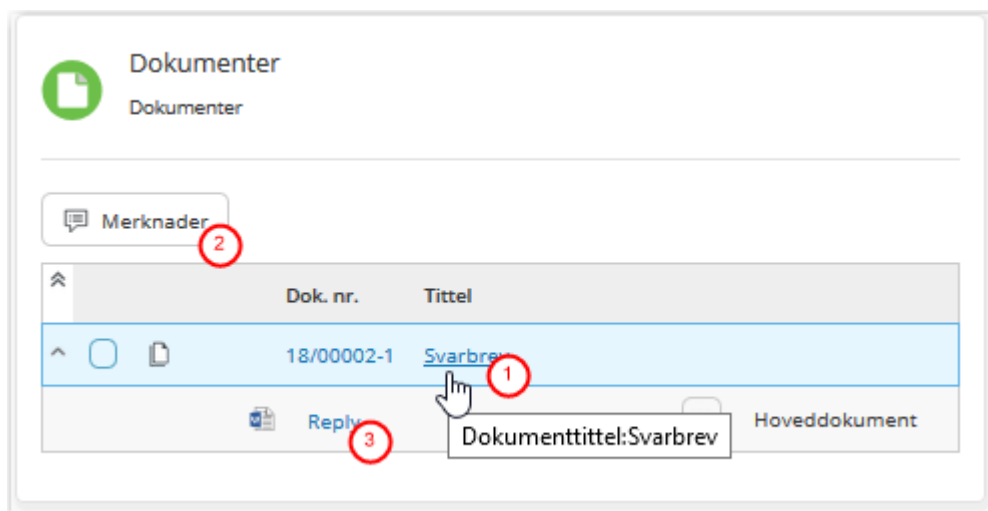 Dokumenter
Dokumenter
Merknader
2
Dok. nr. Tittel
18/00002-1 Svarbrev
1
Reply Hoveddokument
3
Dokumenttittel:Svarbrev